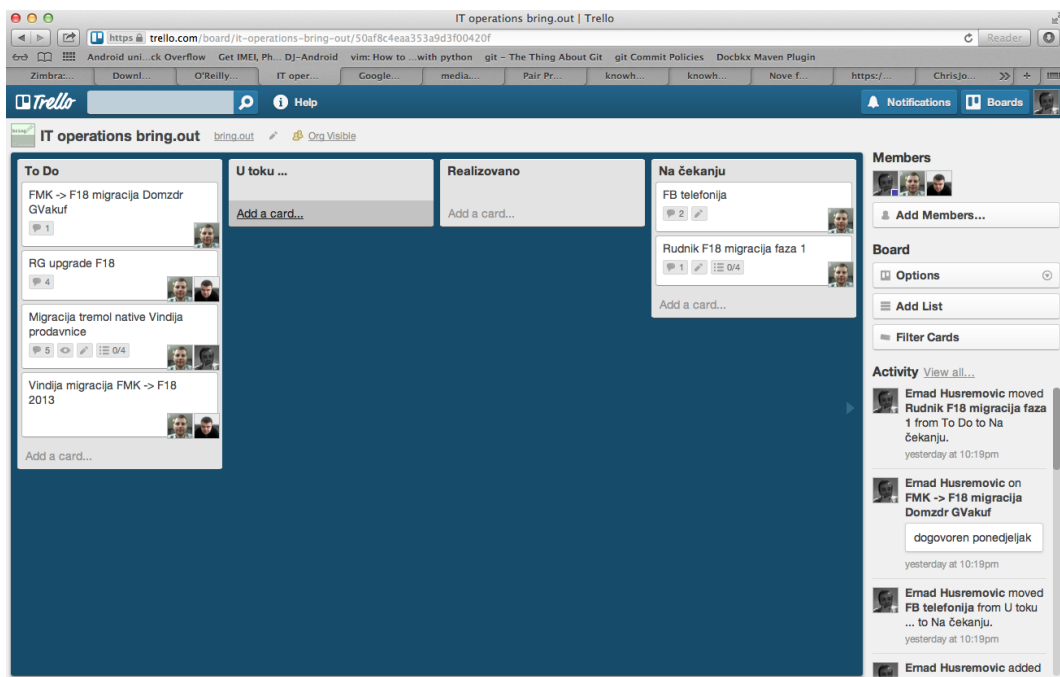 IT operations bring.out | Trello
https trello.com/board/it-operations-bring-out/50af8c4eaa353a9d3f00420f
Reader
Android uni...ck Overflow Get IMEI, Ph... DJ-Android vim: How to ...with python git - The Thing About Git git Commit Policies Docbkx Maven Plugin
Zimbra:... Downl... O'Reilly... IT oper... Google... media.... Pair Pr... knowh... knowh... Nove f... https:/... ChrisJo...
Trello
Help
Notifications
Boards
IT operations bring.out
bring.out
Org Visible
To Do
FMK -> F18 migracija Domzdr
GVakuf
1
RG upgrade F18
4
Migracija tremol native Vindija
prodavnice
5 0/4
Vindija migracija FMK -> F18
2013
Add a card...
U toku ...
Add a card...
Realizovano
Add a card...
Na čekanju
FB telefonija
2
Rudnik F18 migracija faza 1
1 0/4
Add a card...
Members
Add Members...
Board
Options
Add List
Filter Cards
Activity View all...
Ernad Husremovic moved
Rudnik F18 migracija faza
1 from To Do to Na
čekanju.
yesterday at 10:19pm
Ernad Husremovic on
FMK -> F18 migracija
Domzdr GVakuf
dogovoren ponedjeljak
yesterday at 10:19pm
Ernad Husremovic moved
FB telefonija from U toku
... to Na čekanju.
yesterday at 10:19pm
Ernad Husremovic added